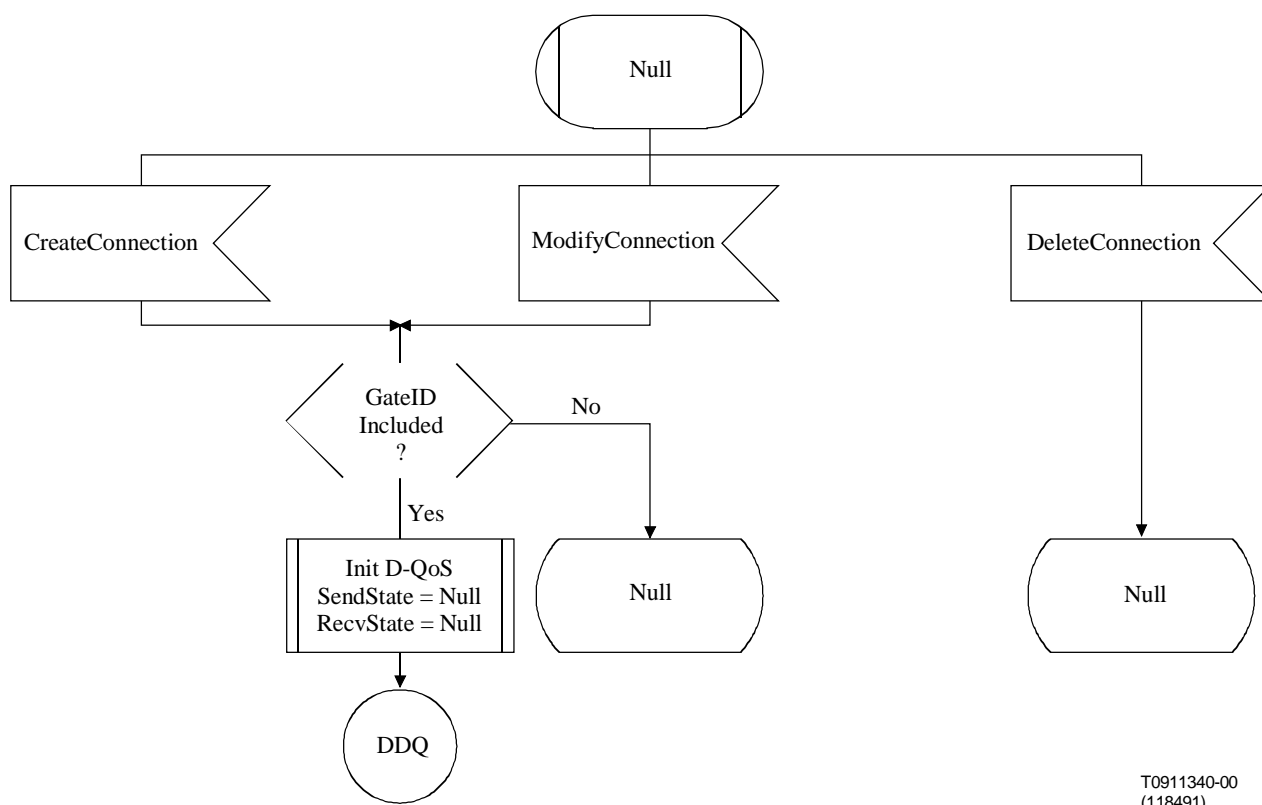 Null
CreateConnection
ModifyConnection
DeleteConnection
GateID
Included
?
No
Yes
Init D-QoS
SendState = Null
RecvState = Null
Null
Null
DDQ
T0911340-00
(118491)